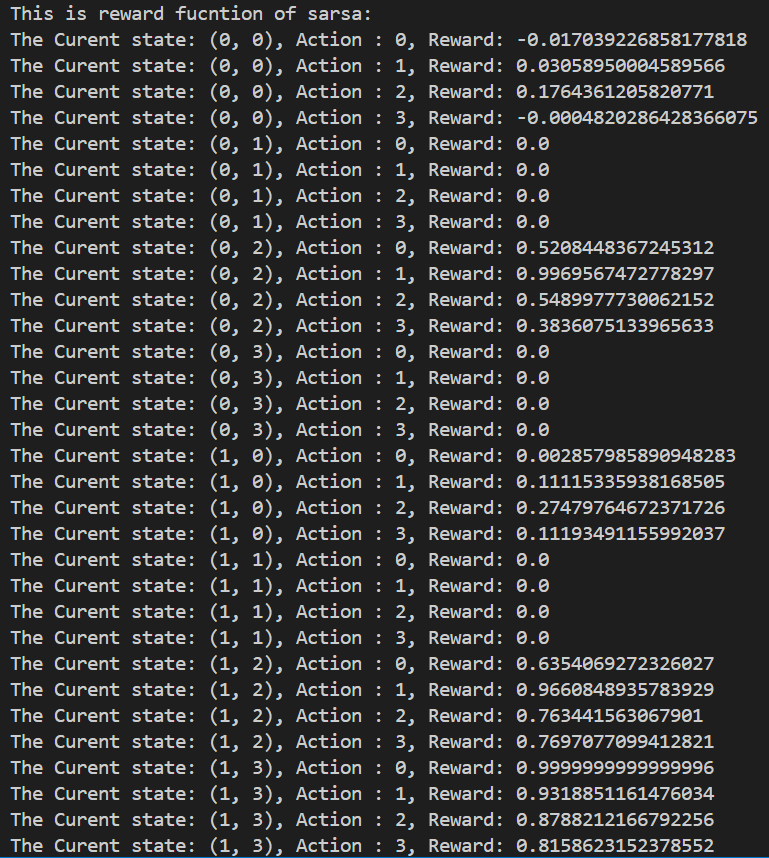 This is reward fucntion of sarsa:
The Curent state: (0, 0), Action : 0, Reward: -0.017039226858177818
The Curent state: (0, 0), Action : 1, Reward: 0.03058950004589566
The Curent state: (0, 0), Action : 2, Reward: 0.1764361205820771
The Curent state: (0, 0), Action : 3, Reward: -0.0004820286428366075
The Curent state: (0, 1), Action : 0, Reward: 0.0
The Curent state: (0, 1), Action : 1, Reward: 0.0
The Curent state: (0, 1), Action : 2, Reward: 0.0
The Curent state: (0, 1), Action : 3, Reward: 0.0
The Curent state: (0, 2), Action : 0, Reward: 0.5208448367245312
The Curent state: (0, 2), Action : 1, Reward: 0.9969567472778297
The Curent state: (0, 2), Action : 2, Reward: 0.5489977730062152
The Curent state: (0, 2), Action : 3, Reward: 0.3836075133965633
The Curent state: (0, 3), Action : 0, Reward: 0.0
The Curent state: (0, 3), Action : 1, Reward: 0.0
The Curent state: (0, 3), Action : 2, Reward: 0.0
The Curent state: (0, 3), Action : 3, Reward: 0.0
The Curent state: (1, 0), Action : 0, Reward: 0.002857985890948283
The Curent state: (1, 0), Action : 1, Reward: 0.11115335938168505
The Curent state: (1, 0), Action : 2, Reward: 0.27479764672371726
The Curent state: (1, 0), Action : 3, Reward: 0.11193491155992037
The Curent state: (1, 1), Action : 0, Reward: 0.0
The Curent state: (1, 1), Action : 1, Reward: 0.0
The Curent state: (1, 1), Action : 2, Reward: 0.0
The Curent state: (1, 1), Action : 3, Reward: 0.0
The Curent state: (1, 2), Action : 0, Reward: 0.6354069272326027
The Curent state: (1, 2), Action : 1, Reward: 0.9660848935783929
The Curent state: (1, 2), Action : 2, Reward: 0.763441563067901
The Curent state: (1, 2), Action : 3, Reward: 0.7697077099412821
The Curent state: (1, 3), Action : 0, Reward: 0.9999999999999996
The Curent state: (1, 3), Action : 1, Reward: 0.9318851161476034
The Curent state: (1, 3), Action : 2, Reward: 0.8788212166792256
The Curent state: (1, 3), Action : 3, Reward: 0.8158623152378552